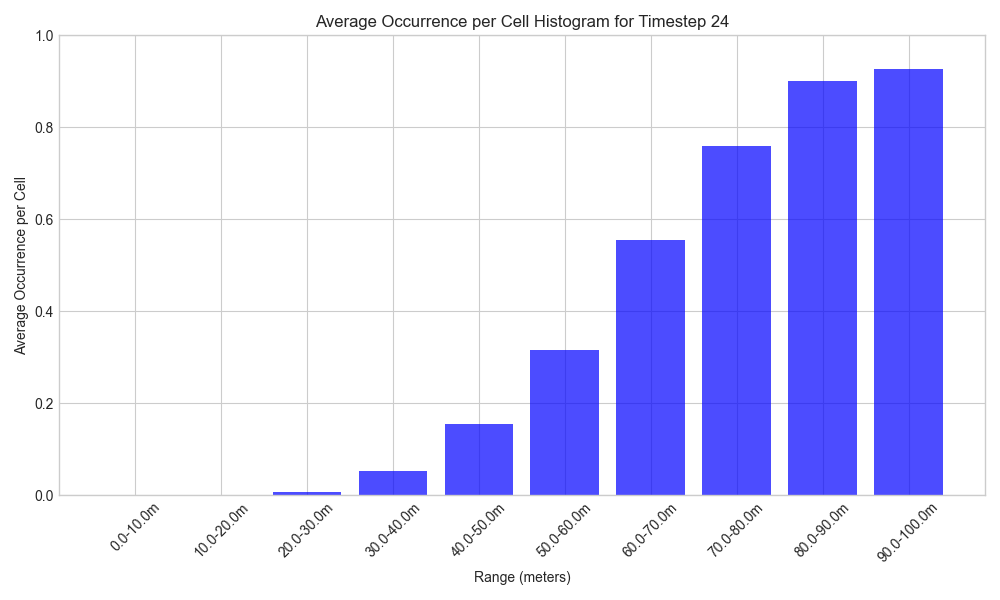 Average Occurrence per Cell Histogram for Timestep 24
Average Occurrence per Cell
1.0
0.8
0.6
0.4
0.2
0.0
0.0-10.0m
10.0-20.0m
20.0-30.0m
30.0-40.0m
40.0-50.0m
50.0-60.0m
60.0-70.0m
70.0-80.0m
80.0-90.0m
90.0-100.0m
Range (meters)